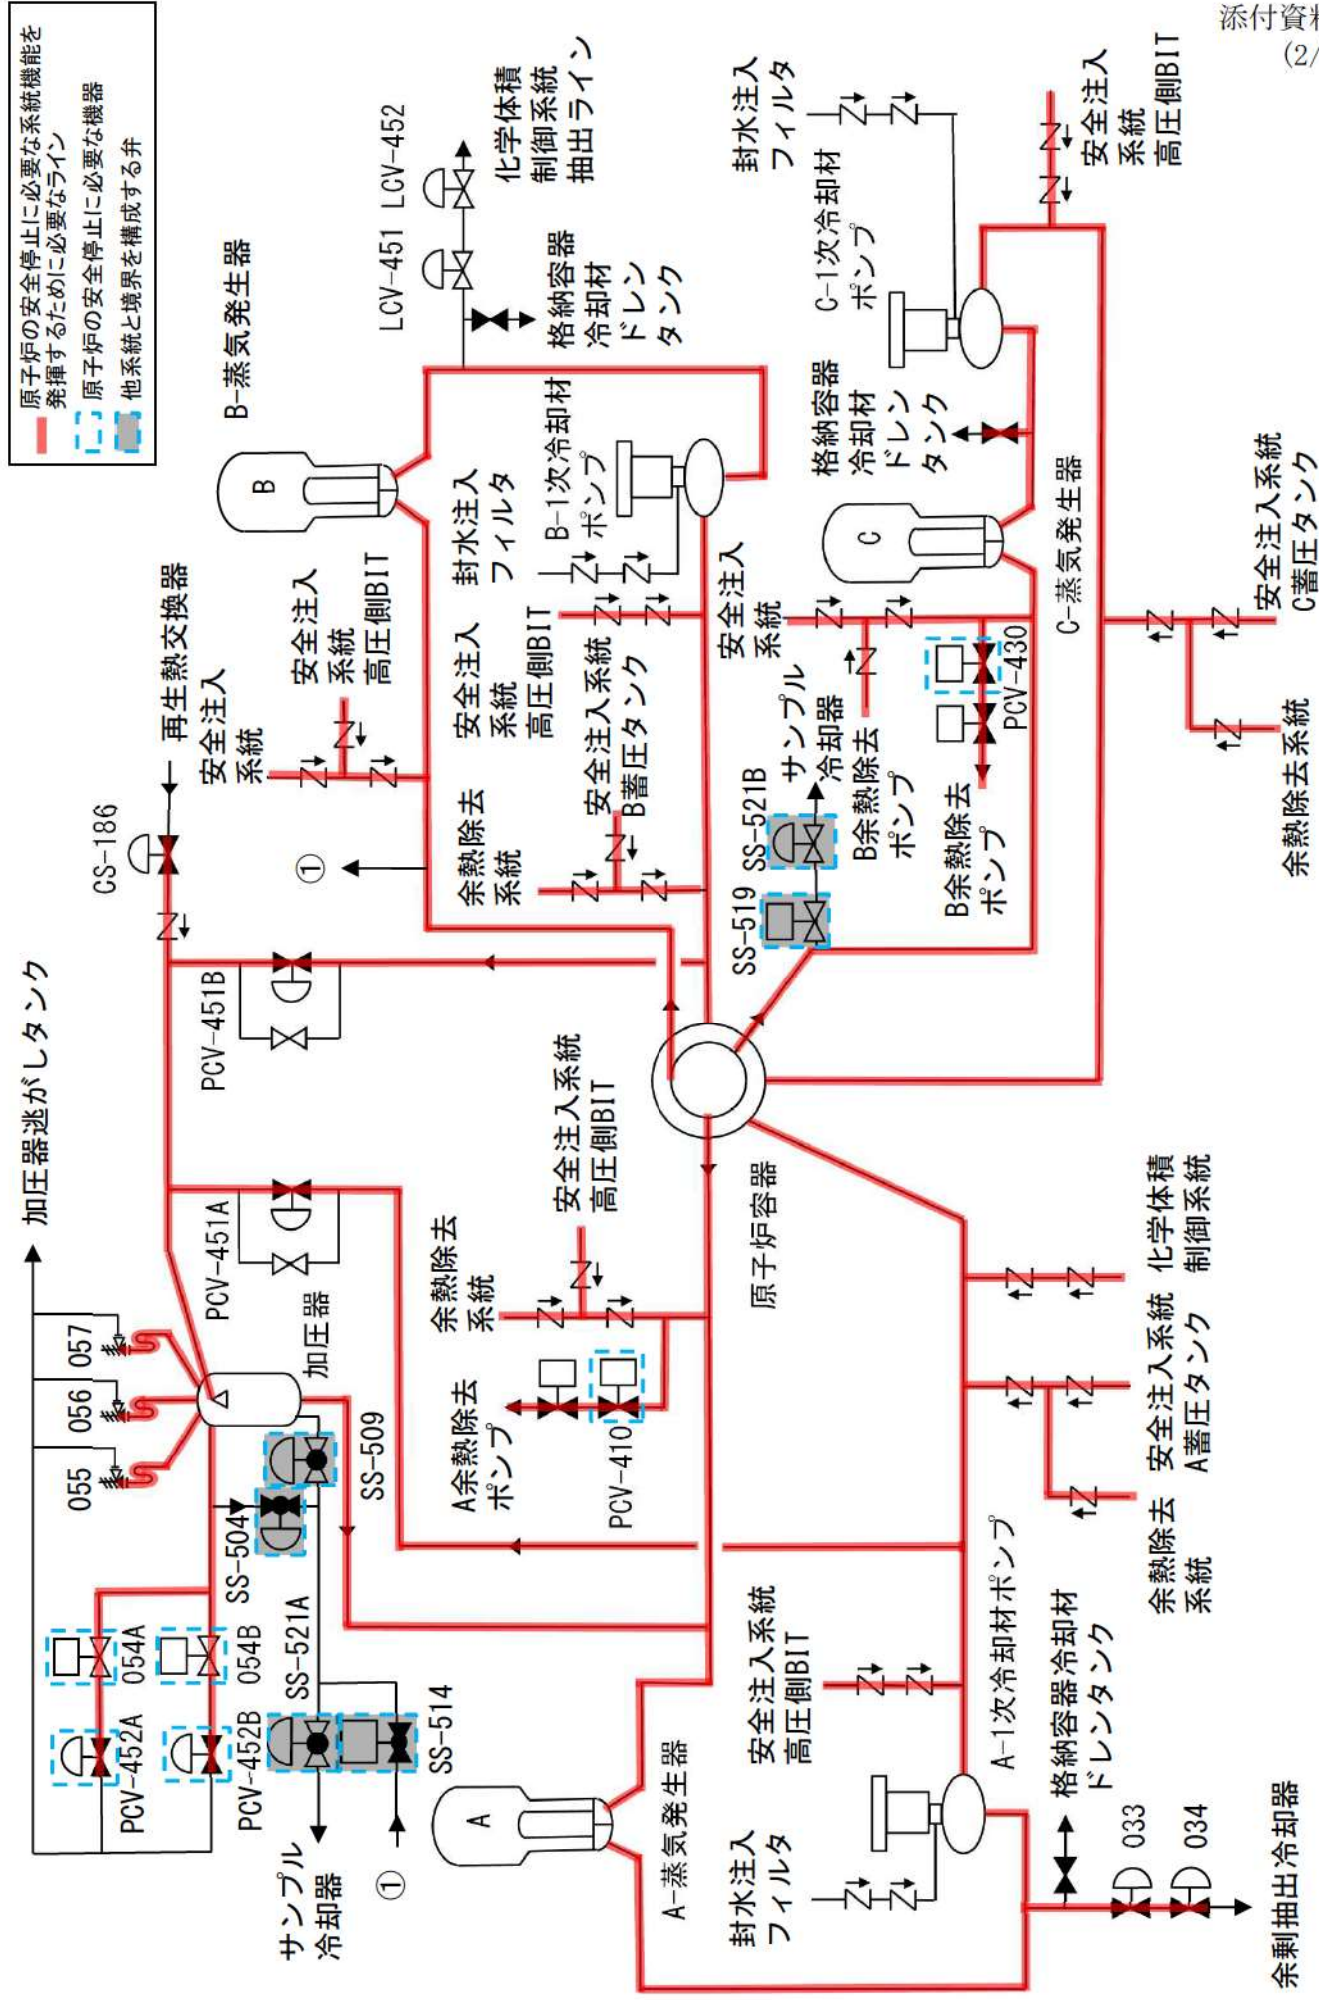 添付資料
(2/
原子炉の安全停止に必要な系統機能を
発揮するために必要なライン
原子炉の安全停止に必要な機器
他系統と境界を構成する弁
加圧器逃がしタンク
CS-186
再生熱交換器
安全注入
系統
安全注入
系統
高圧側BIT
①
B-蒸気発生器
B
LCV-451
LCV-452
化学体積
制御系統
抽出ライン
格納容器
冷却材
ドレン
タンク
封水注入
フィルタ
B-1次冷却材
ポンプ
安全注入
系統
高圧側BIT
余熱除去
系統
安全注入系統
B蓄圧タンク
封水注入
フィルタ
C-1次冷却材
ポンプ
安全注入
系統
高圧側BIT
格納容器
冷却材
ドレン
タンク
C
C-蒸気発生器
安全注入
系統
サンプル
冷却器
SS-521B
SS-519
B余熱除去
ポンプ
B余熱除去
ポンプ
PCV-430
安全注入系統
C蓄圧タンク
余熱除去系統
PCV-451B
PCV-451A
057
056
055
加圧器
SS-509
SS-504
054A
054B
PCV-452A
PCV-452B
SS-521A
SS-514
サンプル
冷却器
①
余熱除去
系統
安全注入系統
高圧側BIT
A余熱除去
ポンプ
PCV-410
原子炉容器
化学体積
制御系統
安全注入系統
A蓄圧タンク
余熱除去
系統
A
A-蒸気発生器
安全注入系統
高圧側BIT
封水注入
フィルタ
A-1次冷却材ポンプ
格納容器冷却材
ドレンタンク
033
034
余剰抽出冷却器